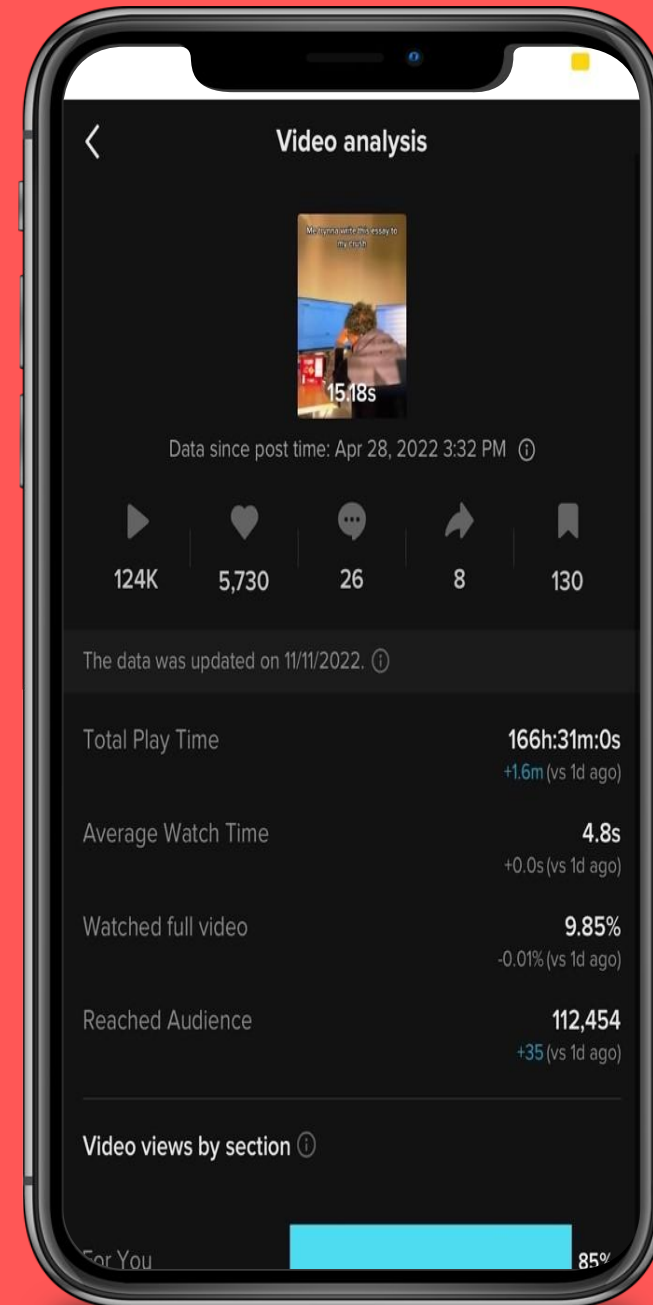 Video analysis
Me trynna write this essay to
my crush
15.18s
Data since post time: Apr 28, 2022 3:32 PM
124K 5,730 26 8 130
The data was updated on 11/11/2022.
Total Play Time 166h:31m:0s
+1.6m (vs 1d ago)
Average Watch Time 4.8s
+0.0s (vs 1d ago)
Watched full video 9.85%
-0.01% (vs 1d ago)
Reached Audience 112,454
+35 (vs 1d ago)
Video views by section
For You 85%